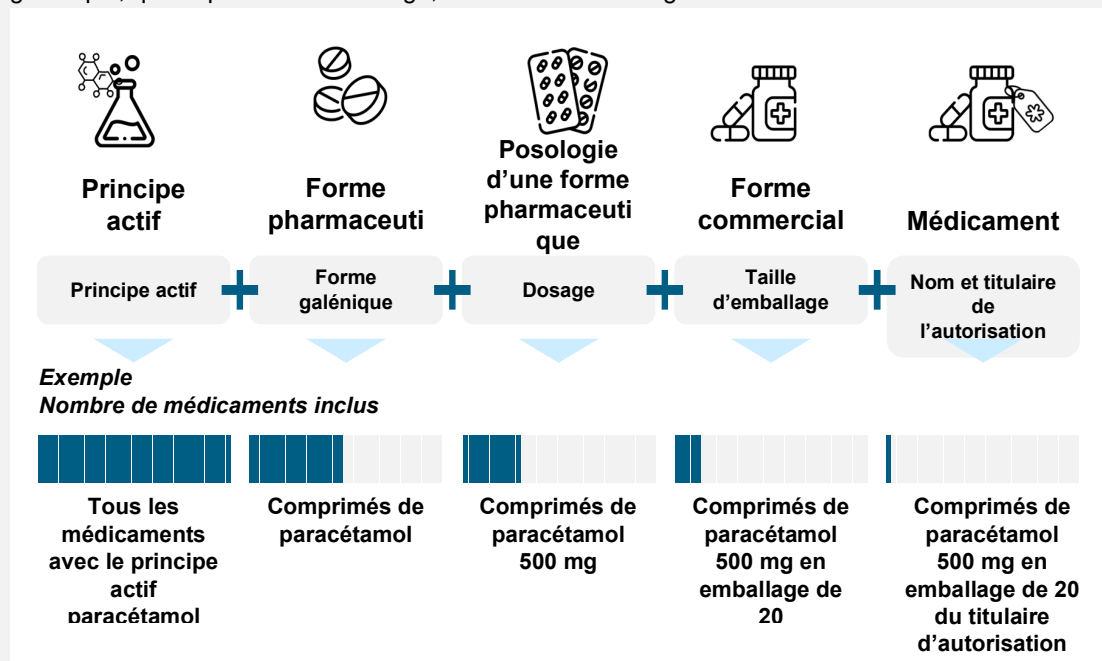 Principe
actif
Forme
pharmaceuti
Posologie
d'une forme
pharmaceuti
que
Forme
commercial
Médicament
Principe actif
Forme
galénique
Dosage
Taille
d'emballage
Nom et titulaire
de
l'autorisation
Exemple
Nombre de médicaments inclus
Tous les
médicaments
avec le principe
actif
paracétamol
Comprimés de
paracétamol
Comprimés de
paracétamol
500 mg
Comprimés de
paracétamol
500 mg en
emballage de
20
Comprimés de
paracétamol
500 mg en
emballage de 20
du titulaire
d'autorisation